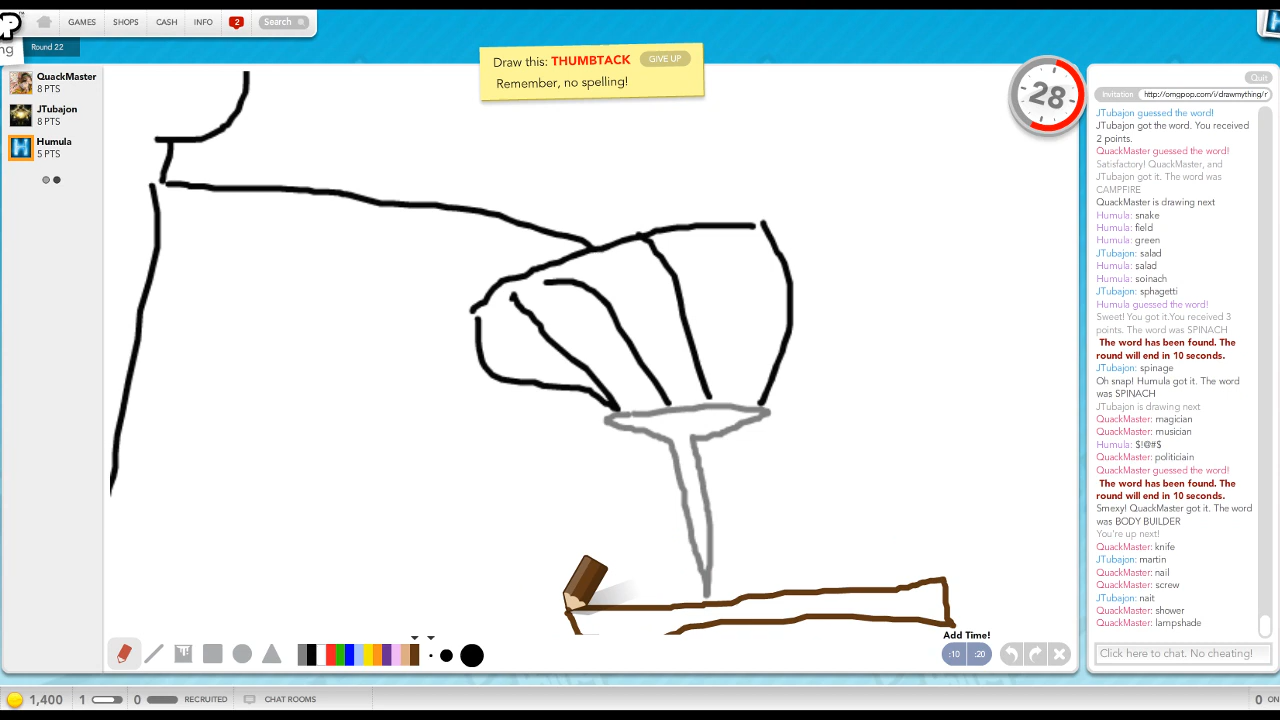 GAMES SHOPS CASH INFO 2 Search
ng Round 22
QuackMaster
8 PTS
JTubajon
8 PTS
Humula
5 PTS
Draw this: THUMBTACK GIVE UP
Remember, no spelling!
28
Quit
Invitation http://omgpop.com/i/drawmything/r
JTubajon guessed the word!
JTubajon got the word. You received
2 points.
QuackMaster guessed the word!
Satisfactory! QuackMaster, and
JTubajon got it. The word was
CAMPFIRE
QuackMaster is drawing next
Humula: snake
Humula: field
Humula: green
JTubajon: salad
Humula: salad
Humula: soinach
JTubajon: sphagetti
Humula guessed the word!
Sweet! You got it.You received 3
points. The word was SPINACH
The word has been found. The
round will end in 10 seconds.
JTubajon: spinage
Oh snap! Humula got it. The word
was SPINACH
JTubajon is drawing next
QuackMaster: magician
QuackMaster: musician
Humula: $!@#$
QuackMaster: politiciain
QuackMaster guessed the word!
The word has been found. The
round will end in 10 seconds.
Smexy! QuackMaster got it. The word
was BODY BUILDER
You're up next!
QuackMaster: knife
JTubajon: martin
QuackMaster: nail
QuackMaster: screw
JTubajon: nait
QuackMaster: shower
QuackMaster: lampshade
Add Time!
:10 :20
Click here to chat. No cheating!
1,400 1 0 RECRUITED CHAT ROOMS 0 ON